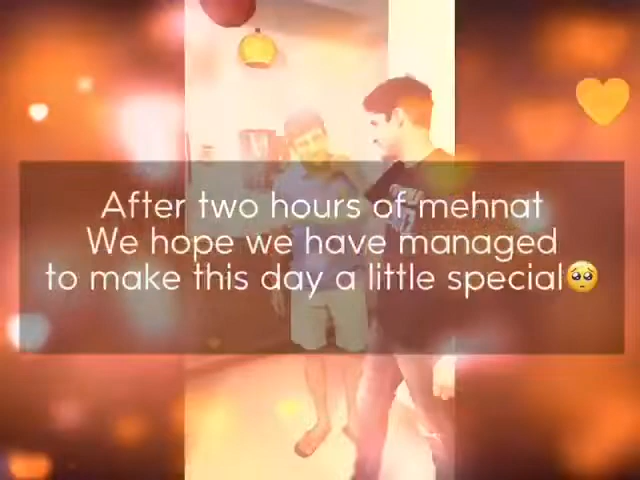 After two hours of mehnat
We hope we have managed
to make this day a little special🥺